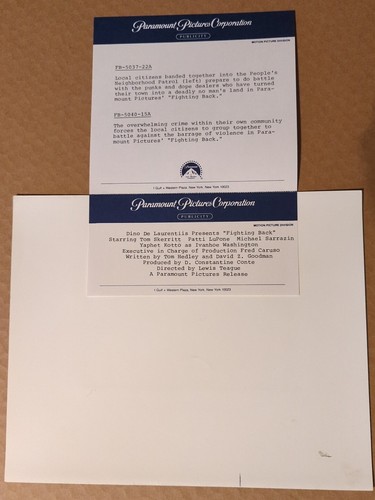 Paramount Pictures Corporation
PUBLICITY
MOTION PICTURE DIVISION
FB-0037-22A
Local citizens banded together into the People's
Neighborhood Patrol (left) prepare to do battle
with the punks and dope dealers who have turned
their town into a deadly no man's land in Para-
mount Pictures' "Fighting Back."
FB-0040-15A
The overwhelming crime within their own community
forces the local citizens to group together to
battle against the barrage of violence in Para-
mount Pictures' "Fighting Back."
1 Gulf + Western Plaza, New York, New York 10023
Paramount Pictures Corporation
PUBLICITY
MOTION PICTURE DIVISION
Dino De Laurentiis Presents "Fighting Back"
Starring Tom Skerritt Patti LuPone Michael Sarrazin
Yaphet Kotto as Ivanhoe Washington
Executive in Charge of Production Fred Caruso
Written by Tom Hedley and David Z. Goodman
Produced by D. Constantine Conte
Directed by Lewis Teague
A Paramount Pictures Release
1 Gulf + Western Plaza, New York, New York 10023